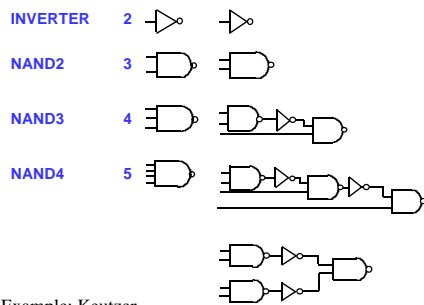 INVERTER 2
NAND2 3
NAND3 4
NAND4 5
Example: Keutzer